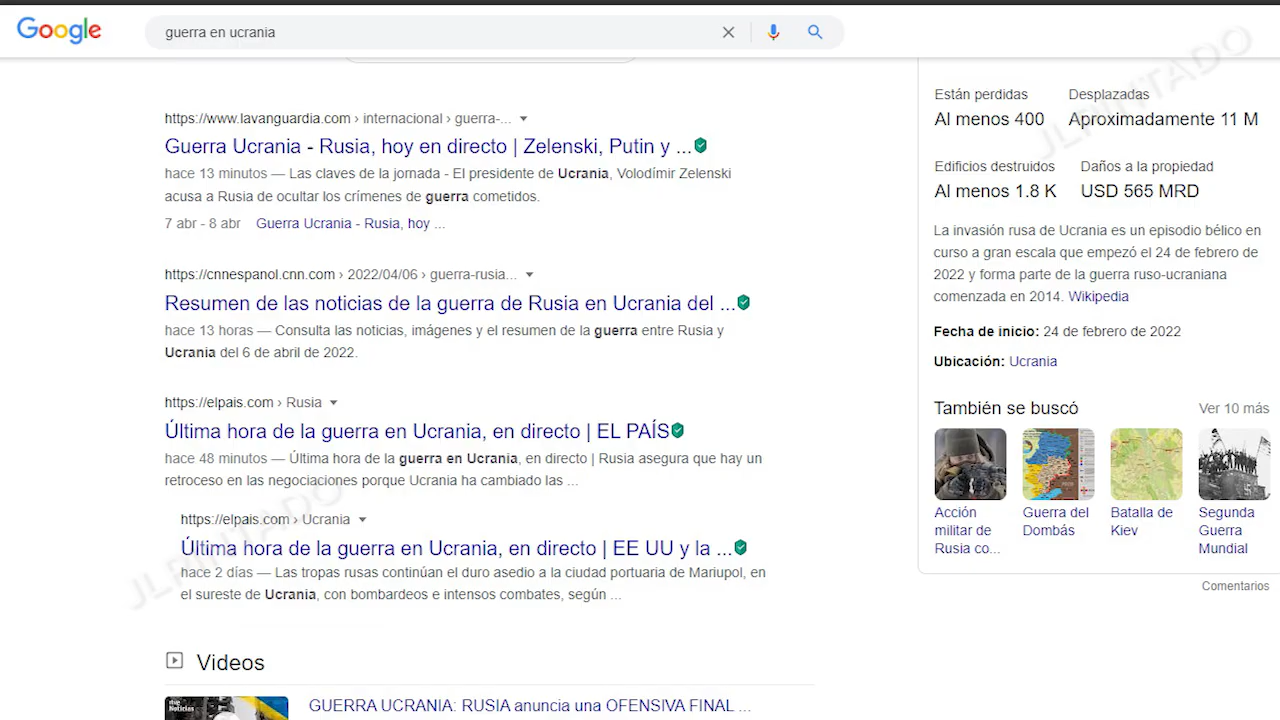 Google
guerra en ucrania
JLPINTADO
https://www.lavanguardia.com › internacional › guerra-...
Guerra Ucrania - Rusia, hoy en directo | Zelenski, Putin y ...
hace 13 minutos — Las claves de la jornada - El presidente de Ucrania, Volodímir Zelenski
acusa a Rusia de ocultar los crímenes de guerra cometidos.
7 abr - 8 abr Guerra Ucrania - Rusia, hoy ...
https://cnnespanol.cnn.com › 2022/04/06 › guerra-rusia...
Resumen de las noticias de la guerra de Rusia en Ucrania del ...
hace 13 horas — Consulta las noticias, imágenes y el resumen de la guerra entre Rusia y
Ucrania del 6 de abril de 2022.
https://elpais.com › Rusia
Última hora de la guerra en Ucrania, en directo | EL PAÍS
hace 48 minutos — Última hora de la guerra en Ucrania, en directo | Rusia asegura que hay un
retroceso en las negociaciones porque Ucrania ha cambiado las ...
https://elpais.com › Ucrania
Última hora de la guerra en Ucrania, en directo | EE UU y la ...
hace 2 días — Las tropas rusas continúan el duro asedio a la ciudad portuaria de Mariupol, en
el sureste de Ucrania, con bombardeos e intensos combates, según ...
JLPINTADO
Videos
rtve
Noticias
GUERRA UCRANIA: RUSIA anuncia una OFENSIVA FINAL ...
Están perdidas Desplazadas
Al menos 400 Aproximadamente 11 M
Edificios destruidos Daños a la propiedad
Al menos 1.8 K USD 565 MRD
La invasión rusa de Ucrania es un episodio bélico en
curso a gran escala que empezó el 24 de febrero de
2022 y forma parte de la guerra ruso-ucraniana
comenzada en 2014. Wikipedia
Fecha de inicio: 24 de febrero de 2022
Ubicación: Ucrania
También se buscó Ver 10 más
Acción
militar de
Rusia co...
Guerra del
Dombás
Batalla de
Kiev
Segunda
Guerra
Mundial
Comentarios